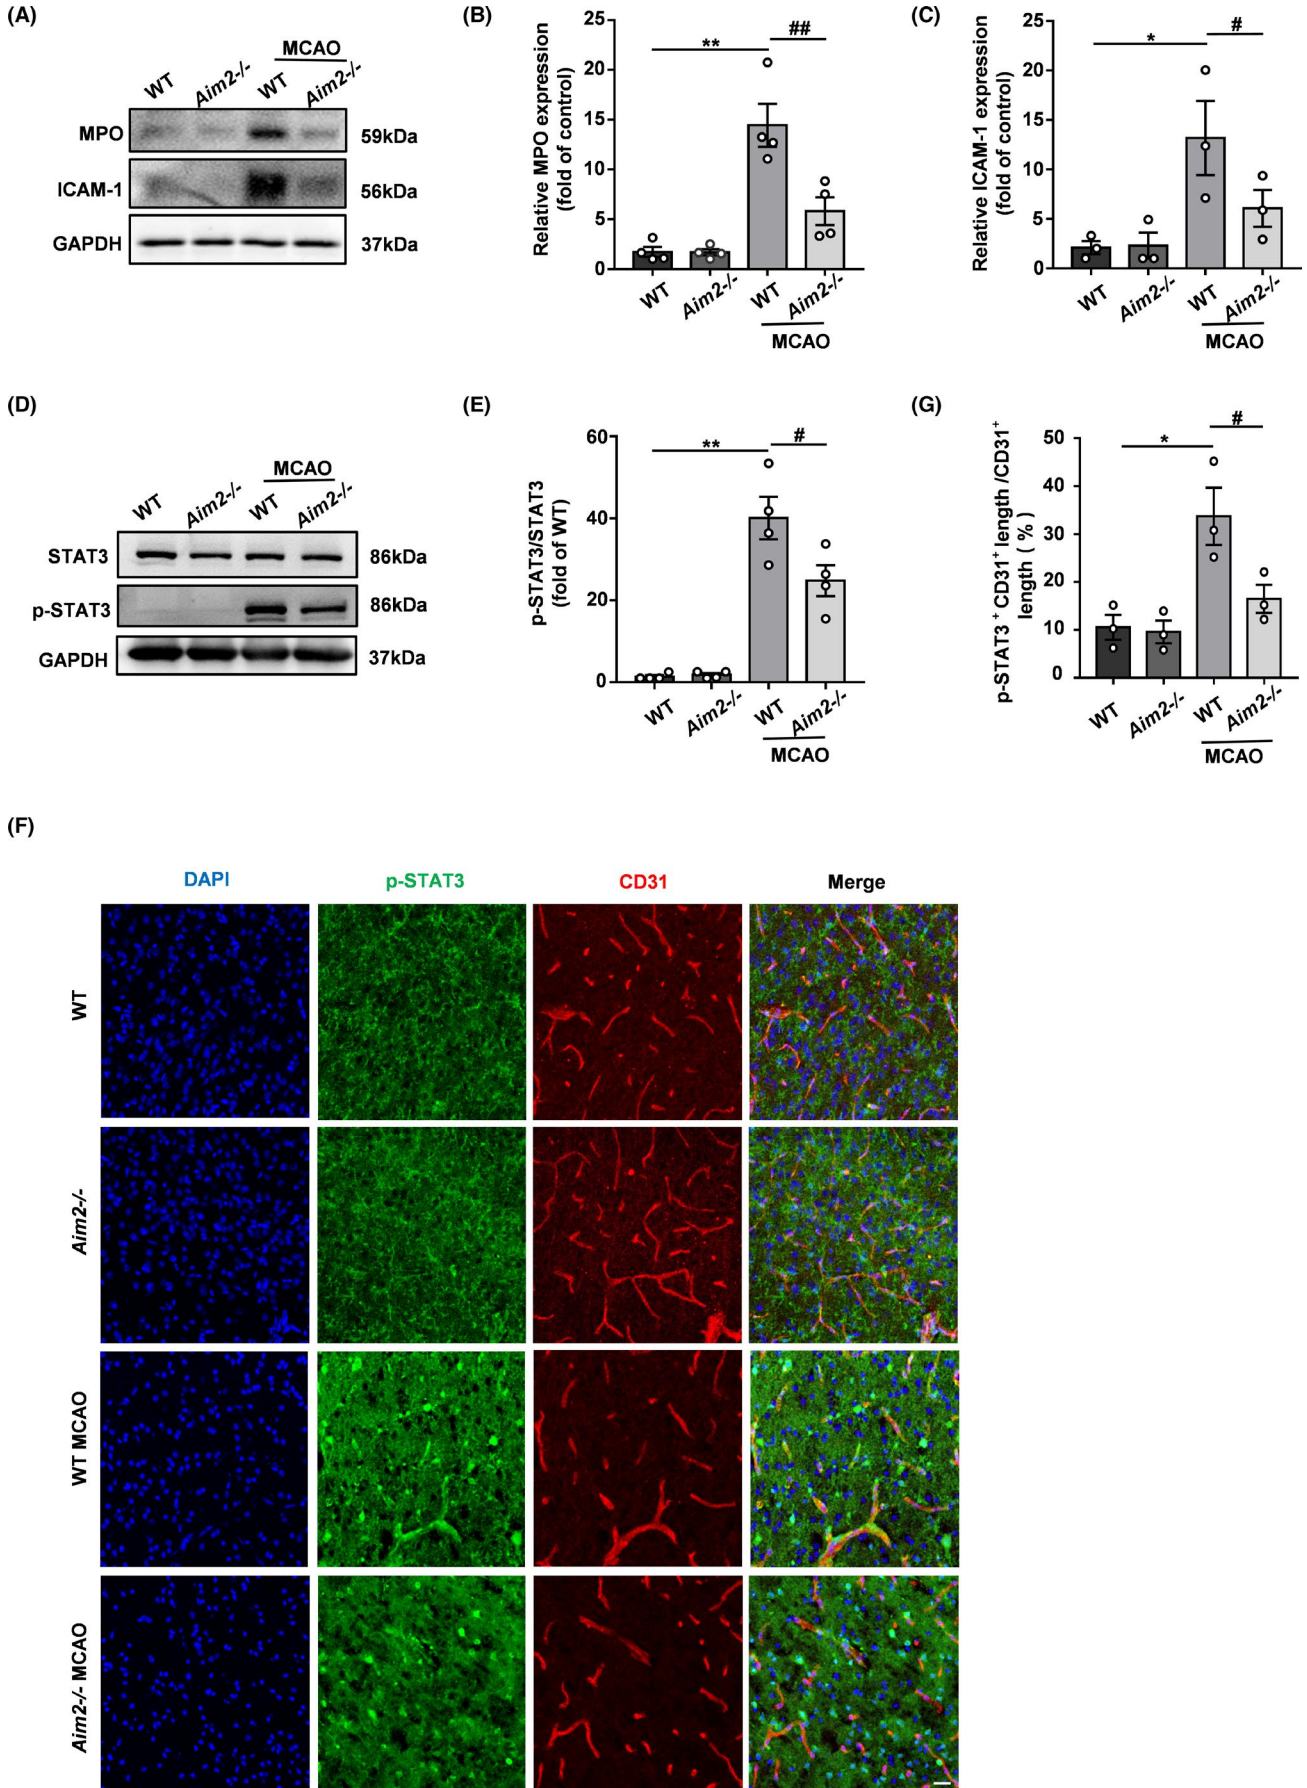 (A)
MCAO
WT Aim2-/- WT Aim2-/-
MPO 59kDa
ICAM-1 56kDa
GAPDH 37kDa
(B)
Relative MPO expression
(fold of control)
25
20
15
10
5
0
** ##
WT Aim2-/- WT Aim2-/-
MCAO
(C)
Relative ICAM-1 expression
(fold of control)
25
20
15
10
5
0
* #
WT Aim2-/- WT Aim2-/-
MCAO
(D)
MCAO
WT Aim2-/- WT Aim2-/-
STAT3 86kDa
p-STAT3 86kDa
GAPDH 37kDa
(E)
p-STAT3/STAT3
(fold of WT)
60
40
20
0
** #
WT Aim2-/- WT Aim2-/-
MCAO
(G)
p-STAT3 + CD31+ length /CD31+
length ( % )
50
40
30
20
10
0
* #
WT Aim2-/- WT Aim2-/-
MCAO
(F)
DAPI p-STAT3 CD31 Merge
WT
Aim2-/-
WT MCAO
Aim2-/- MCAO